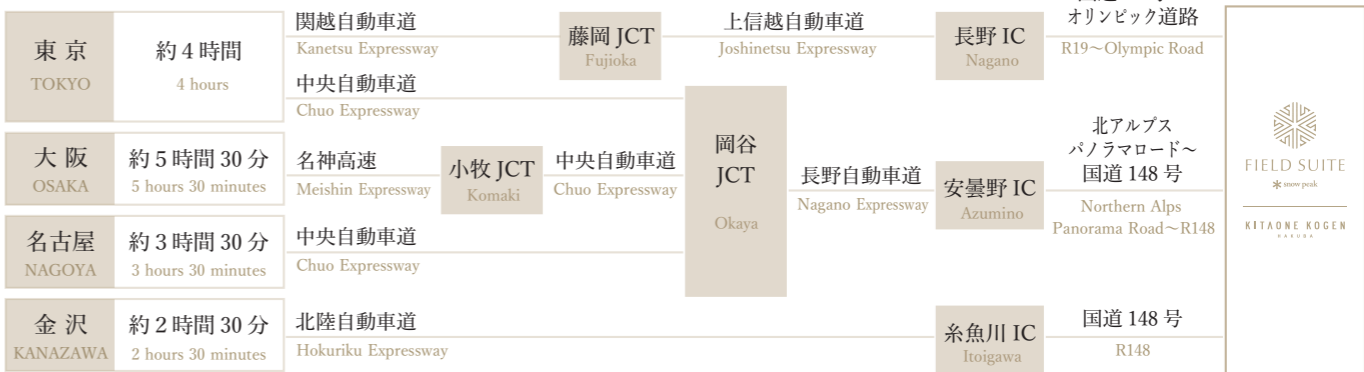 東京
TOKYO
約4時間
4 hours
関越自動車道
Kanetsu Expressway
藤岡 JCT
Fujioka
上信越自動車道
Joshinetsu Expressway
長野 IC
Nagano
オリンピック道路
R19～Olympic Road
中央自動車道
Chuo Expressway
大阪
OSAKA
約5時間30分
5 hours 30 minutes
名神高速
Meishin Expressway
小牧 JCT
Komaki
中央自動車道
Chuo Expressway
岡谷
JCT
Okaya
長野自動車道
Nagano Expressway
安曇野 IC
Azumino
北アルプス
パノラマロード～
国道148号
Northern Alps
Panorama Road～R148
名古屋
NAGOYA
約3時間30分
3 hours 30 minutes
中央自動車道
Chuo Expressway
金沢
KANAZAWA
約2時間30分
2 hours 30 minutes
北陸自動車道
Hokuriku Expressway
糸魚川 IC
Itoigawa
国道148号
R148
FIELD SUITE
snow peak
KITAONE KOGEN
HAKUBA